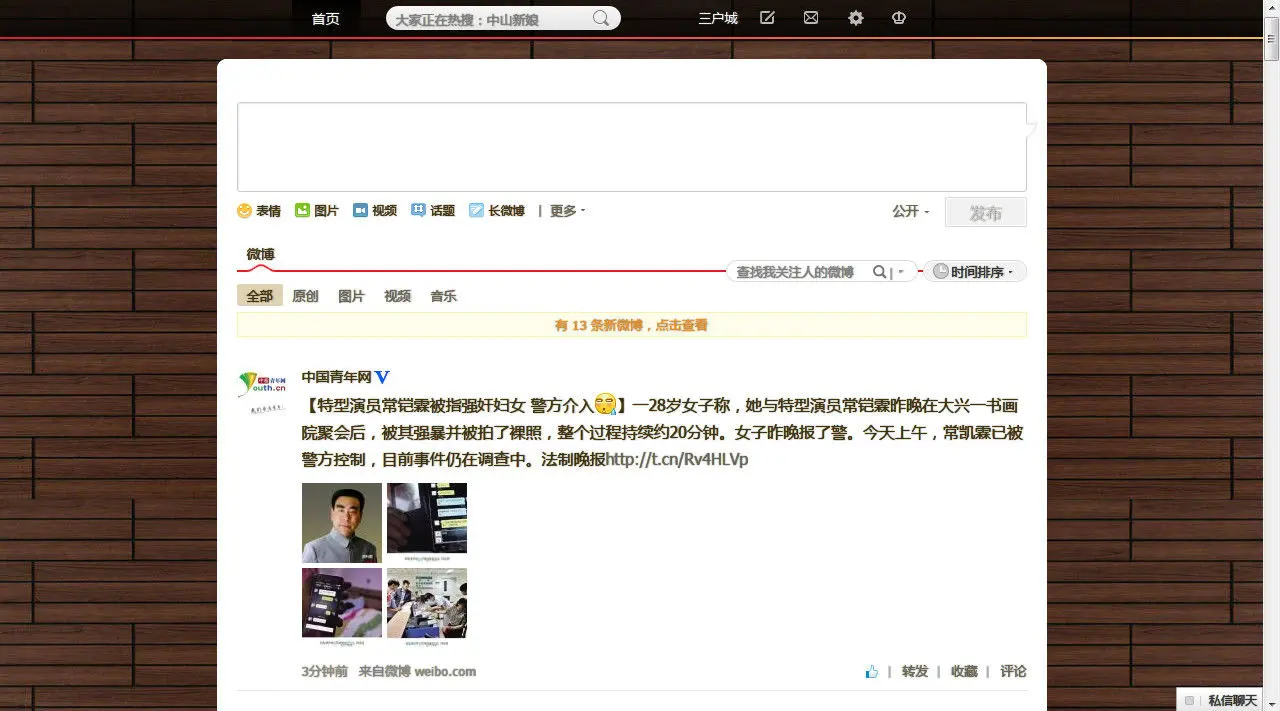 首页
大家正在热搜：中山新娘
三户城
表情 图片 视频 话题 长微博 | 更多
公开
发布
微博
查找我关注人的微博
时间排序
全部 原创 图片 视频 音乐
有 13 条新微博，点击查看
中国青年网
Youth.cn
中国青年网V
【特型演员常铠霖被指强奸妇女 警方介入】一28岁女子称，她与特型演员常铠霖昨晚在大兴一书画
院聚会后，被其强暴并被拍了裸照，整个过程持续约20分钟。女子昨晚报了警。今天上午，常凯霖已被
警方控制，目前事件仍在调查中。法制晚报http://t.cn/Rv4HLVp
3分钟前 来自微博 weibo.com
| 转发 | 收藏 | 评论
私信聊天